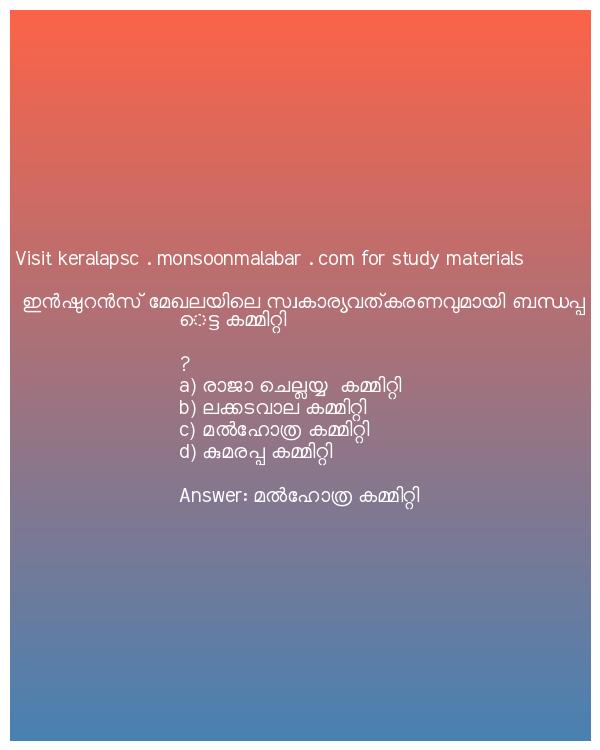 Visit keralapsc . monsoonmalabar . com for study materials
ഇൻഷുറൻസ് മേഖലയിലെ സ്വകാര്യവത്കരണവുമായി ബന്ധപ്പ
െട്ട കമ്മിറ്റി
?
a) രാജാ ചെല്ലയ്യ കമ്മിറ്റി
b) ലക്കടവാല കമ്മിറ്റി
c) മൽഹോത്ര കമ്മിറ്റി
d) കുമരപ്പ കമ്മിറ്റി
Answer: മൽഹോത്ര കമ്മിറ്റി